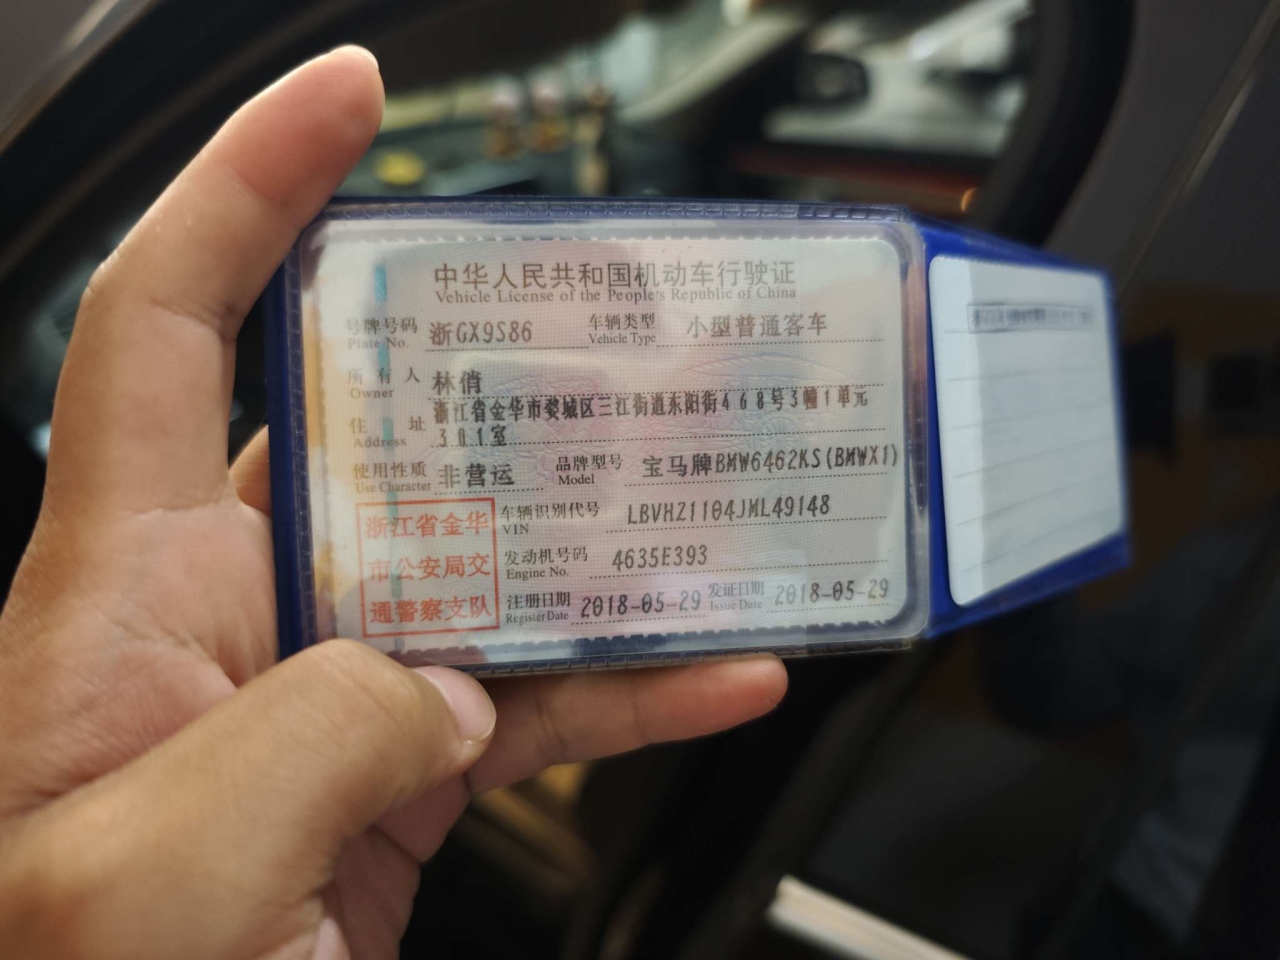 中华人民共和国机动车行驶证
Vehicle License of the People's Republic of China
号牌号码 浙GX9S86 车辆类型 小型普通客车
Plate No. Vehicle Type
所有人 林俏
Owner
浙江省金华市婺城区三江街道东阳街468号3幢1单元
住址 301室
Address
使用性质 非营运 品牌型号 宝马牌BMW6462KS(BMWX1)
Use Character Model
浙江省金华
市公安局交
通警察支队
车辆识别代号 LBVHZ1104JML49148
VIN
发动机号码 4635E393
Engine No.
注册日期 2018-05-29 发证日期 2018-05-29
Register Date Issue Date